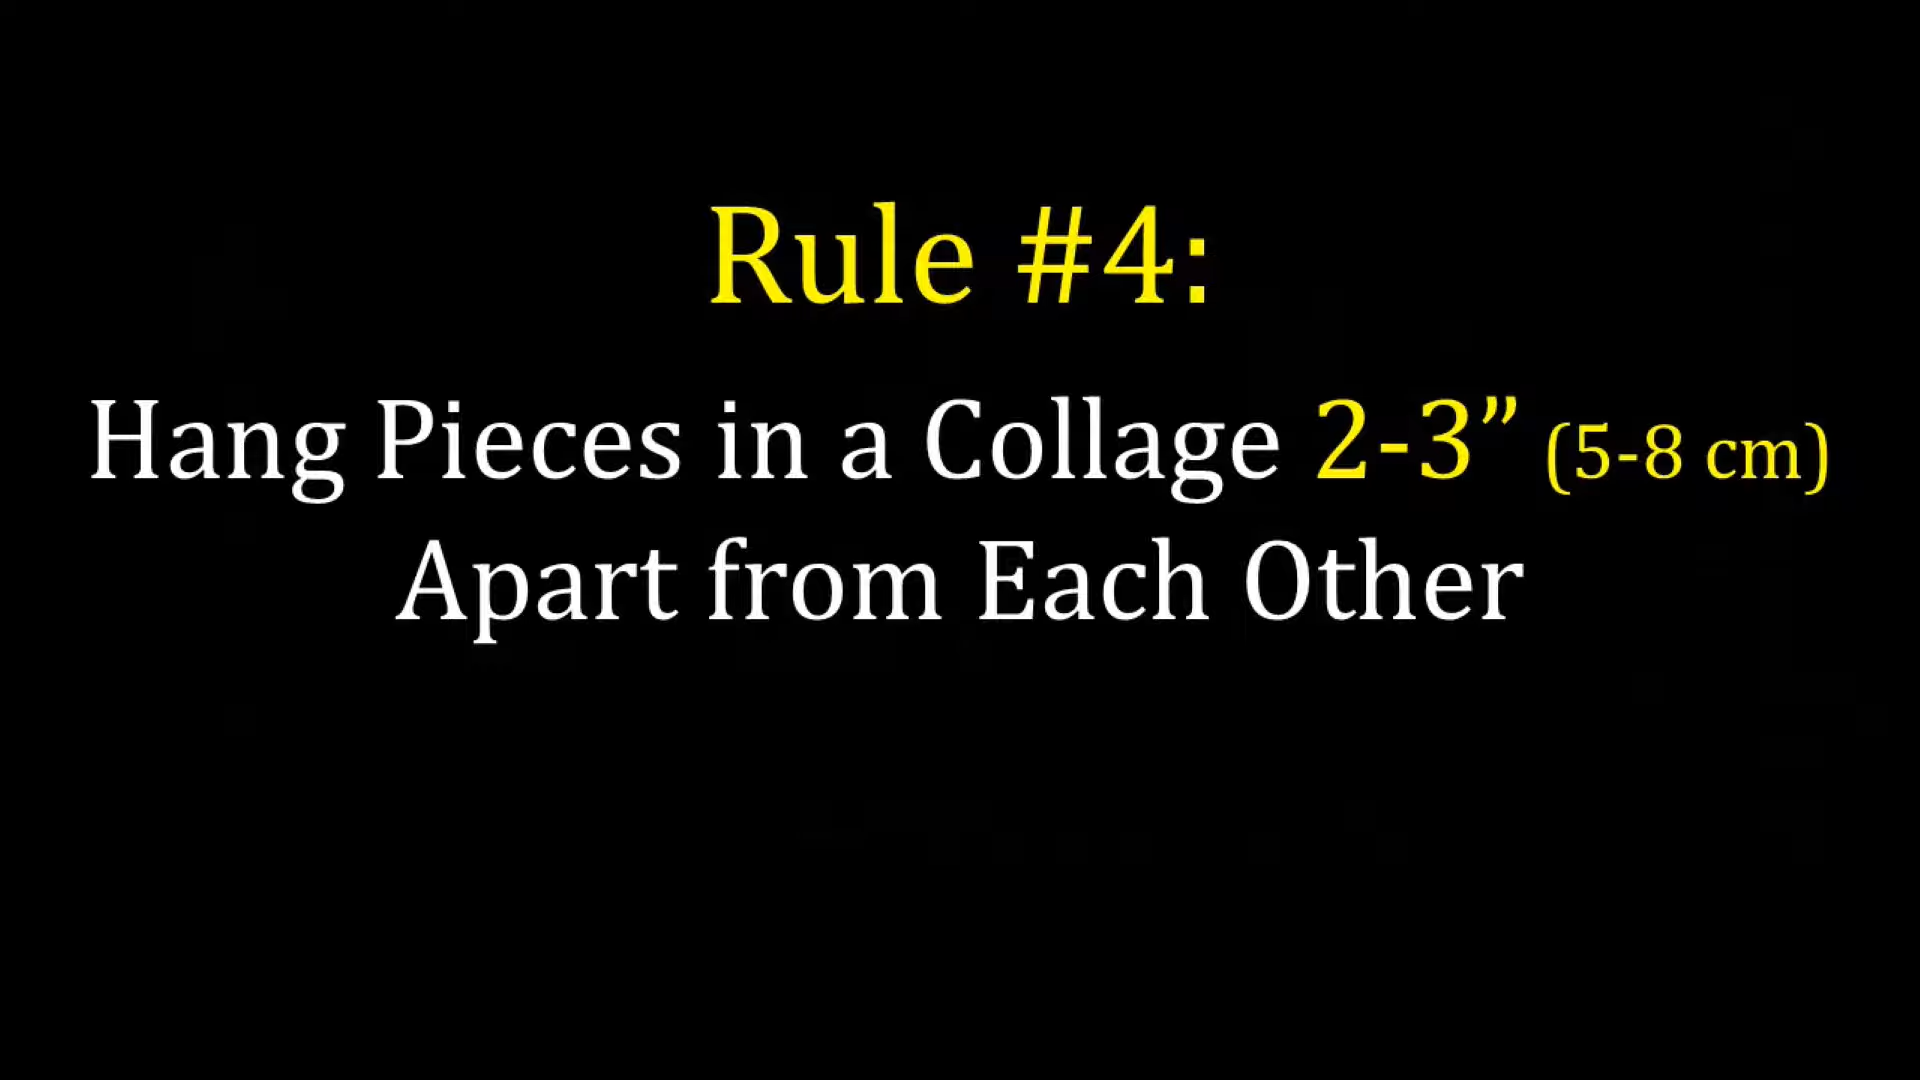 Rule #4:
Hang Pieces in a Collage 2-3” (5-8 cm)
Apart from Each Other